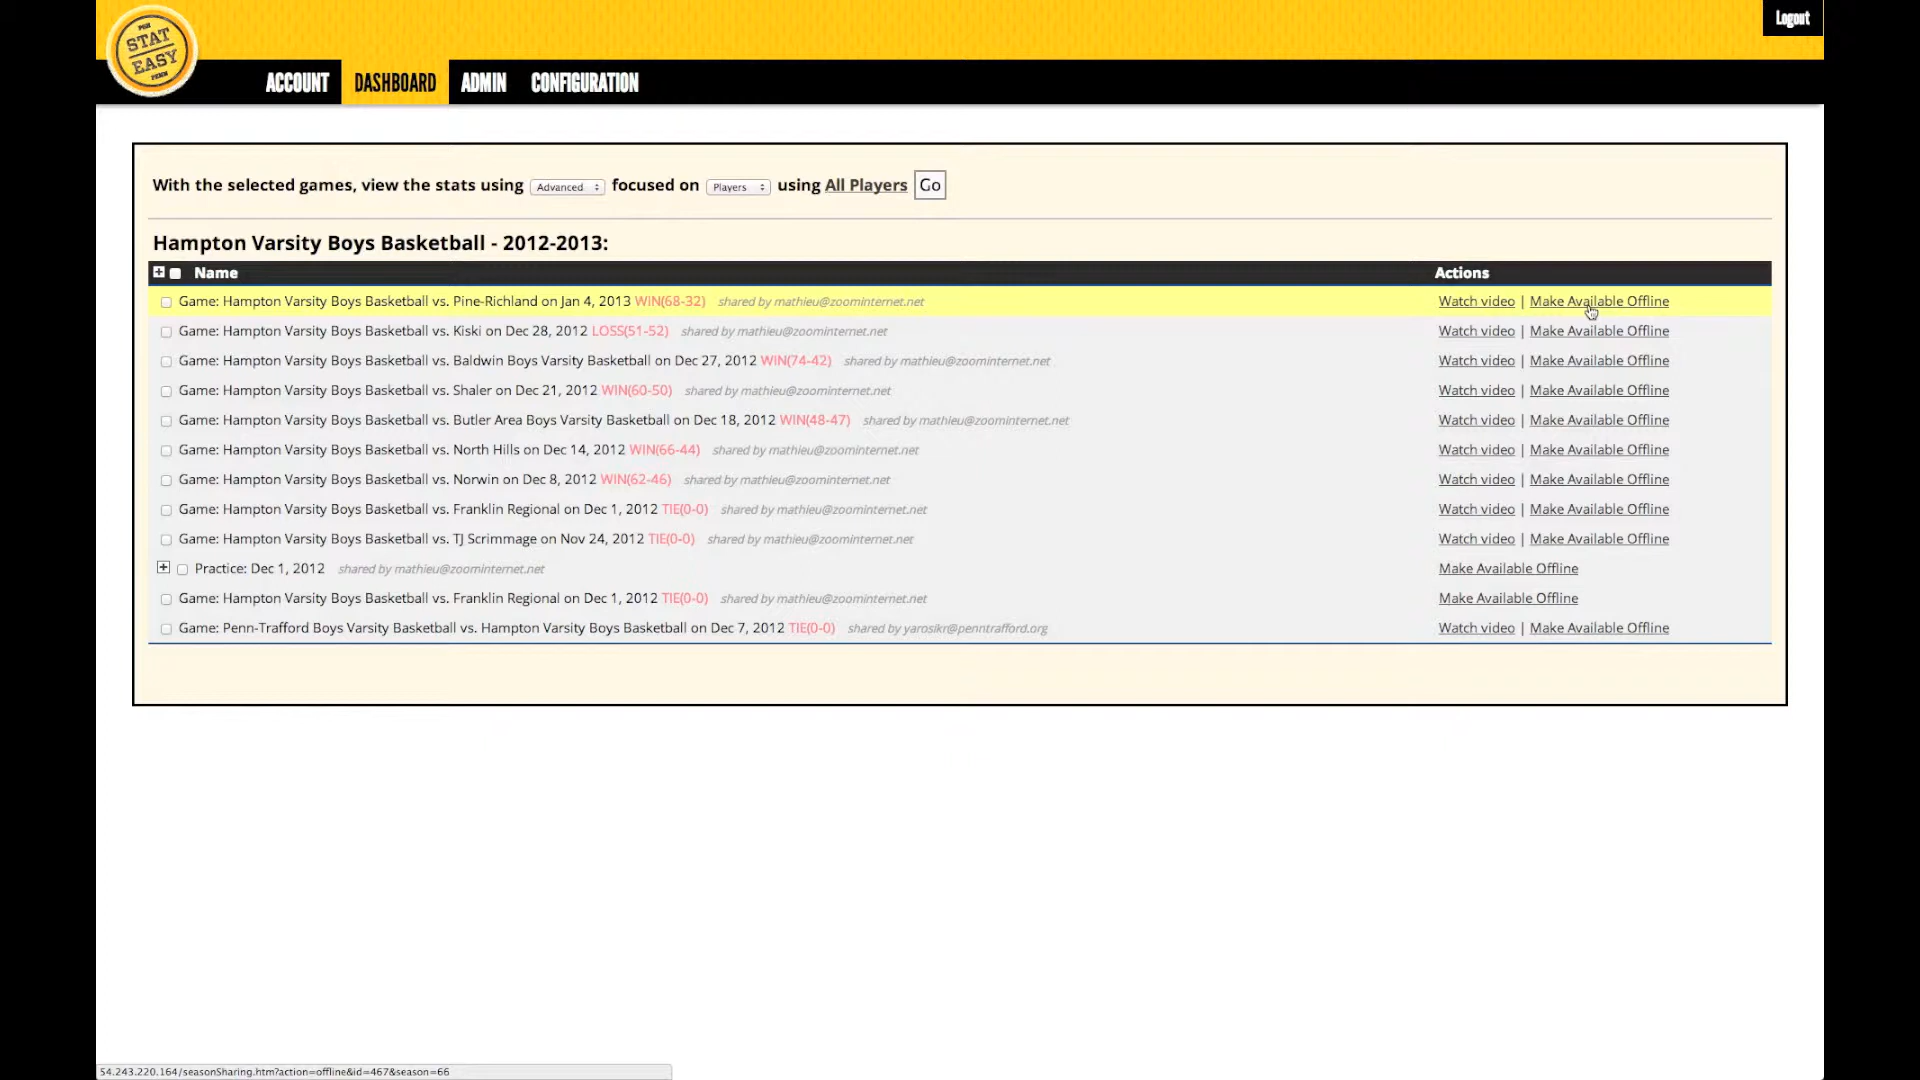 Logout
PGH
STAT
EASY
PENN
ACCOUNT DASHBOARD ADMIN CONFIGURATION
With the selected games, view the stats using Advanced focused on Players using All Players Go
Hampton Varsity Boys Basketball - 2012-2013:
Name Actions
Game: Hampton Varsity Boys Basketball vs. Pine-Richland on Jan 4, 2013 WIN(68-32) shared by mathieu@zoominternet.net Watch video | Make Available Offline
Game: Hampton Varsity Boys Basketball vs. Kiski on Dec 28, 2012 LOSS(51-52) shared by mathieu@zoominternet.net Watch video | Make Available Offline
Game: Hampton Varsity Boys Basketball vs. Baldwin Boys Varsity Basketball on Dec 27, 2012 WIN(74-42) shared by mathieu@zoominternet.net Watch video | Make Available Offline
Game: Hampton Varsity Boys Basketball vs. Shaler on Dec 21, 2012 WIN(60-50) shared by mathieu@zoominternet.net Watch video | Make Available Offline
Game: Hampton Varsity Boys Basketball vs. Butler Area Boys Varsity Basketball on Dec 18, 2012 WIN(48-47) shared by mathieu@zoominternet.net Watch video | Make Available Offline
Game: Hampton Varsity Boys Basketball vs. North Hills on Dec 14, 2012 WIN(66-44) shared by mathieu@zoominternet.net Watch video | Make Available Offline
Game: Hampton Varsity Boys Basketball vs. Norwin on Dec 8, 2012 WIN(62-46) shared by mathieu@zoominternet.net Watch video | Make Available Offline
Game: Hampton Varsity Boys Basketball vs. Franklin Regional on Dec 1, 2012 TIE(0-0) shared by mathieu@zoominternet.net Watch video | Make Available Offline
Game: Hampton Varsity Boys Basketball vs. TJ Scrimmage on Nov 24, 2012 TIE(0-0) shared by mathieu@zoominternet.net Watch video | Make Available Offline
Practice: Dec 1, 2012 shared by mathieu@zoominternet.net Make Available Offline
Game: Hampton Varsity Boys Basketball vs. Franklin Regional on Dec 1, 2012 TIE(0-0) shared by mathieu@zoominternet.net Make Available Offline
Game: Penn-Trafford Boys Varsity Basketball vs. Hampton Varsity Boys Basketball on Dec 7, 2012 TIE(0-0) shared by yarosikr@penntrafford.org Watch video | Make Available Offline
54.243.220.164/seasonSharing.htm?action=offline&id=467&season=66